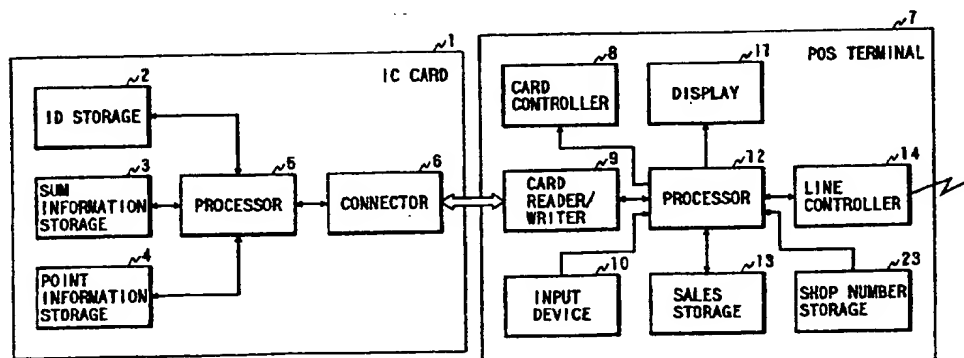 1
IC CARD
2
ID STORAGE
3
SUM
INFORMATION
STORAGE
4
POINT
INFORMATION
STORAGE
5
PROCESSOR
6
CONNECTOR
7
POS TERMINAL
8
CARD
CONTROLLER
11
DISPLAY
9
CARD
READER/
WRITER
12
PROCESSOR
14
LINE
CONTROLLER
10
INPUT
DEVICE
13
SALES
STORAGE
23
SHOP NUMBER
STORAGE